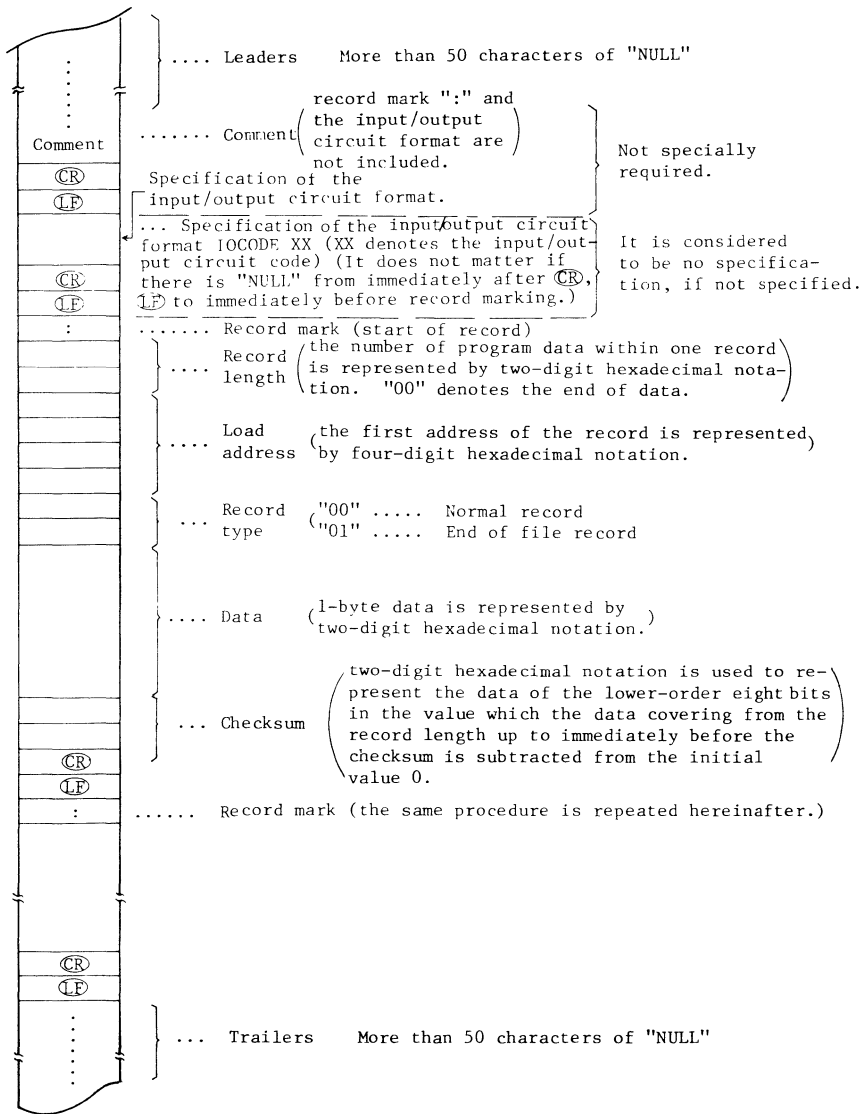 .... Leaders More than 50 characters of "NULL"
Comment
....... Comment
record mark ":" and
the input/output
circuit format are
not included.
Not specially
required.
CR
LF
Specification of the
input/output circuit format.
... Specification of the input/output circuit
format IOCODE XX (XX denotes the input/out-
put circuit code) (It does not matter if
there is "NULL" from immediately after CR,
LF to immediately before record marking.)
It is considered
to be no specifica-
tion, if not specified.
CR
LF
: ....... Record mark (start of record)
.... Record
length
the number of program data within one record
is represented by two-digit hexadecimal nota-
tion. "00" denotes the end of data.
.... Load
address
(the first address of the record is represented
by four-digit hexadecimal notation.)
... Record
type
("00" ..... Normal record
"01" ..... End of file record
.... Data
(1-byte data is represented by
two-digit hexadecimal notation.)
... Checksum
two-digit hexadecimal notation is used to re-
present the data of the lower-order eight bits
in the value which the data covering from the
record length up to immediately before the
checksum is subtracted from the initial
value 0.
CR
LF
: ...... Record mark (the same procedure is repeated hereinafter.)
CR
LF
... Trailers More than 50 characters of "NULL"